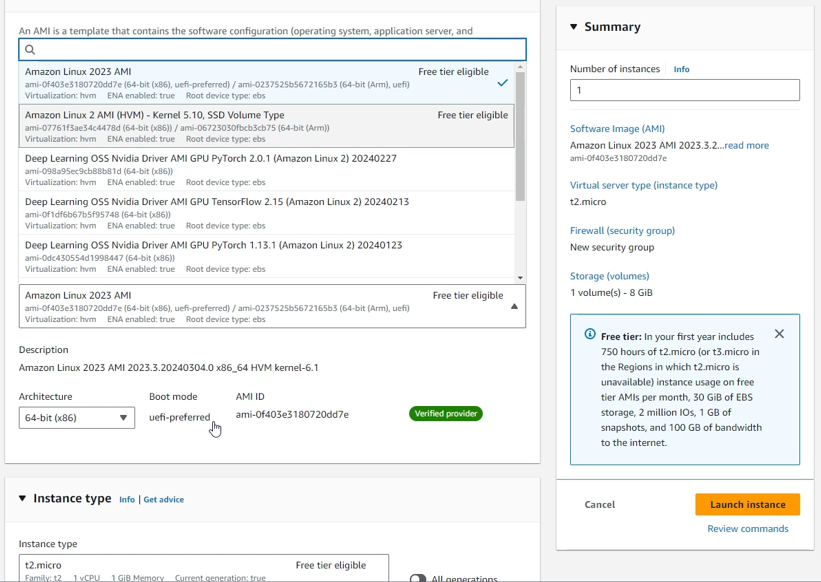 An AMI is a template that contains the software configuration (operating system, application server, and
Amazon Linux 2023 AMI
Free tier eligible
ami-0f403e3180720dd7e (64-bit (x86), uefi-preferred) / ami-0237525b5672165b3 (64-bit (Arm), uefi)
Virtualization: hvm ENA enabled: true Root device type: ebs
Amazon Linux 2 AMI (HVM) - Kernel 5.10, SSD Volume Type
Free tier eligible
ami-07761f3ae34c4478d (64-bit (x86)) / ami-06723030fbcb3cb75 (64-bit (Arm))
Virtualization: hvm ENA enabled: true Root device type: ebs
Deep Learning OSS Nvidia Driver AMI GPU PyTorch 2.0.1 (Amazon Linux 2) 20240227
ami-098a95ec9cb88b81d (64-bit (x86))
Virtualization: hvm ENA enabled: true Root device type: ebs
Deep Learning OSS Nvidia Driver AMI GPU TensorFlow 2.15 (Amazon Linux 2) 20240213
ami-0f1df6b67b5f95748 (64-bit (x86))
Virtualization: hvm ENA enabled: true Root device type: ebs
Deep Learning OSS Nvidia Driver AMI GPU PyTorch 1.13.1 (Amazon Linux 2) 20240123
ami-0dc430554d1998447 (64-bit (x86))
Virtualization: hvm ENA enabled: true Root device type: ebs
Amazon Linux 2023 AMI
Free tier eligible
ami-0f403e3180720dd7e (64-bit (x86), uefi-preferred) / ami-0237525b5672165b3 (64-bit (Arm), uefi)
Virtualization: hvm ENA enabled: true Root device type: ebs
Description
Amazon Linux 2023 AMI 2023.3.20240304.0 x86_64 HVM kernel-6.1
Architecture
Boot mode
AMI ID
64-bit (x86)
uefi-preferred
ami-0f403e3180720dd7e
Verified provider
Instance type Info | Get advice
Instance type
t2.micro
Free tier eligible
Family: t2 1 vCPU 1 GiB Memory Current generation: true
All generations
Summary
Number of instances Info
1
Software Image (AMI)
Amazon Linux 2023 AMI 2023.3.2...read more
ami-0f403e3180720dd7e
Virtual server type (instance type)
t2.micro
Firewall (security group)
New security group
Storage (volumes)
1 volume(s) - 8 GiB
Free tier: In your first year includes
750 hours of t2.micro (or t3.micro in
the Regions in which t2.micro is
unavailable) instance usage on free
tier AMIs per month, 30 GiB of EBS
storage, 2 million IOs, 1 GB of
snapshots, and 100 GB of bandwidth
to the internet.
Cancel
Launch instance
Review commands